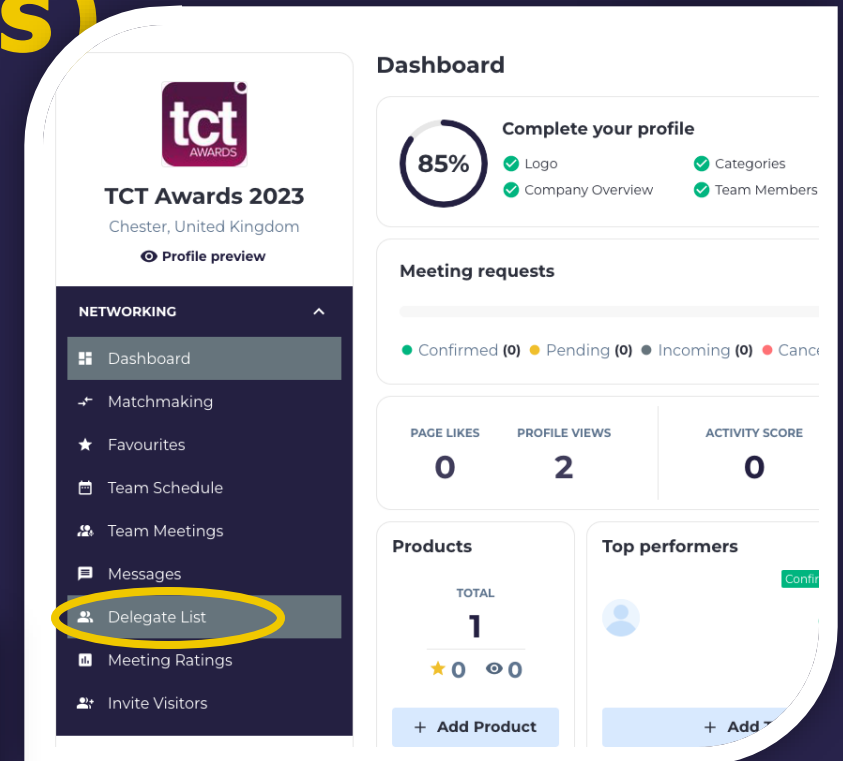 s)
tct
AWARDS
TCT Awards 2023
Chester, United Kingdom
Profile preview
NETWORKING
Dashboard
Matchmaking
Favourites
Team Schedule
Team Meetings
Messages
Delegate List
Meeting Ratings
Invite Visitors
Dashboard
85%
Complete your profile
Logo
Categories
Company Overview
Team Members
Meeting requests
Confirmed (0) Pending (0) Incoming (0) Cance
PAGE LIKES PROFILE VIEWS ACTIVITY SCORE
0 2 0
Products
TOTAL
1
0 0
+ Add Product
Top performers
Confir
+ Add